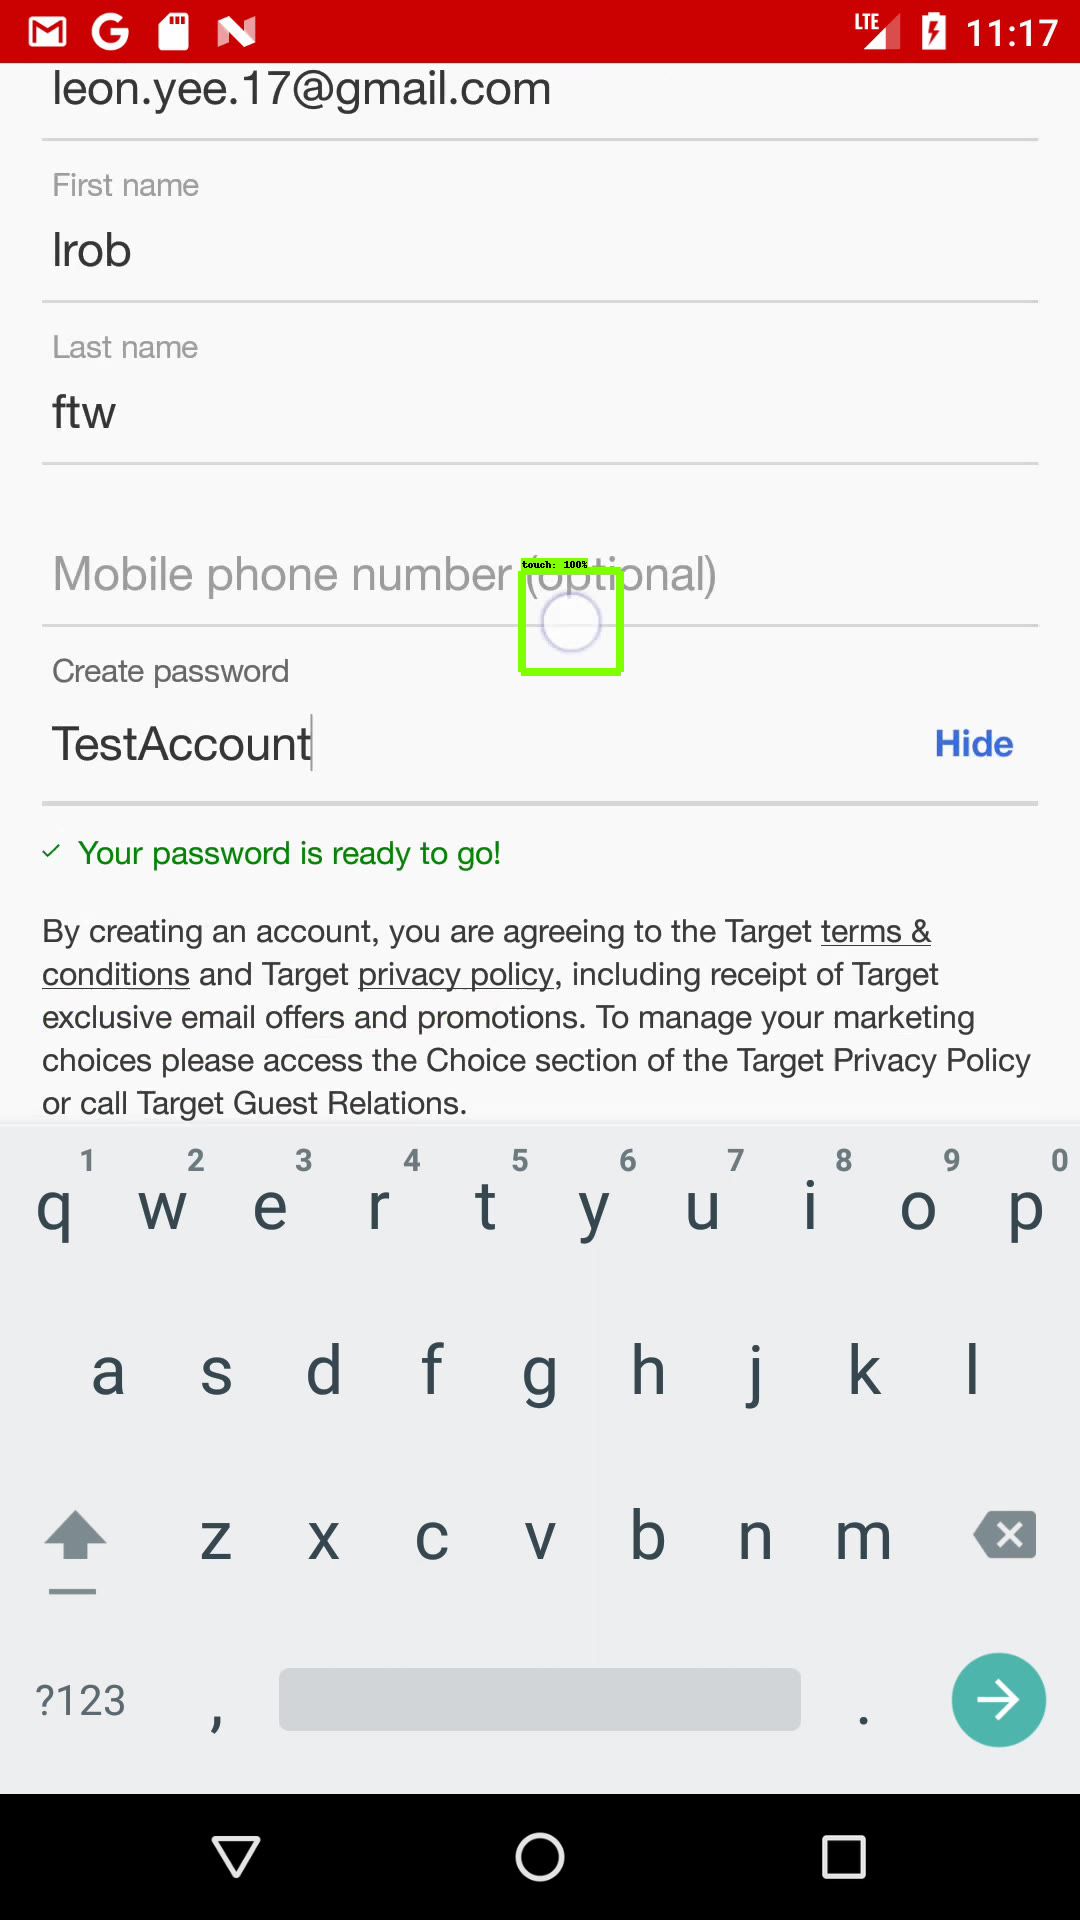 LTE 11:17
leon.yee.17@gmail.com
First name
lrob
Last name
ftw
touch: 100%
Mobile phone number (optional)
Create password
TestAccount
Hide
Your password is ready to go!
By creating an account, you are agreeing to the Target terms &
conditions and Target privacy policy, including receipt of Target
exclusive email offers and promotions. To manage your marketing
choices please access the Choice section of the Target Privacy Policy
or call Target Guest Relations.
1 2 3 4 5 6 7 8 9 0
q w e r t y u i o p
a s d f g h j k l
z x c v b n m
?123 , .